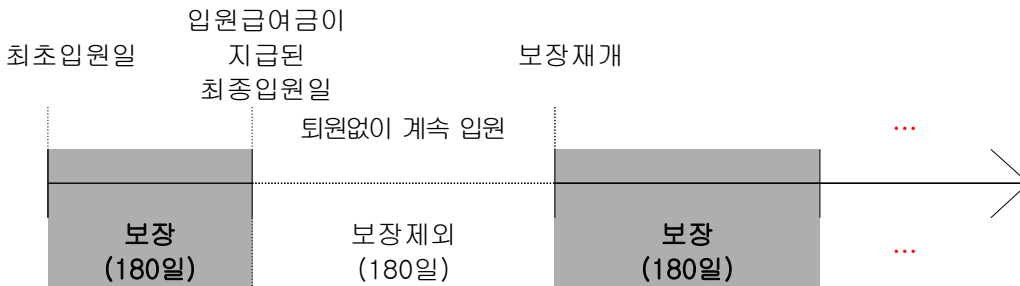 입원급여금이
최초입원일
지급된
보장재개
최종입원일
퇴원없이 계속 입원
...
보장
보장제외
보장
(180일)
(180일)
(180일)
...